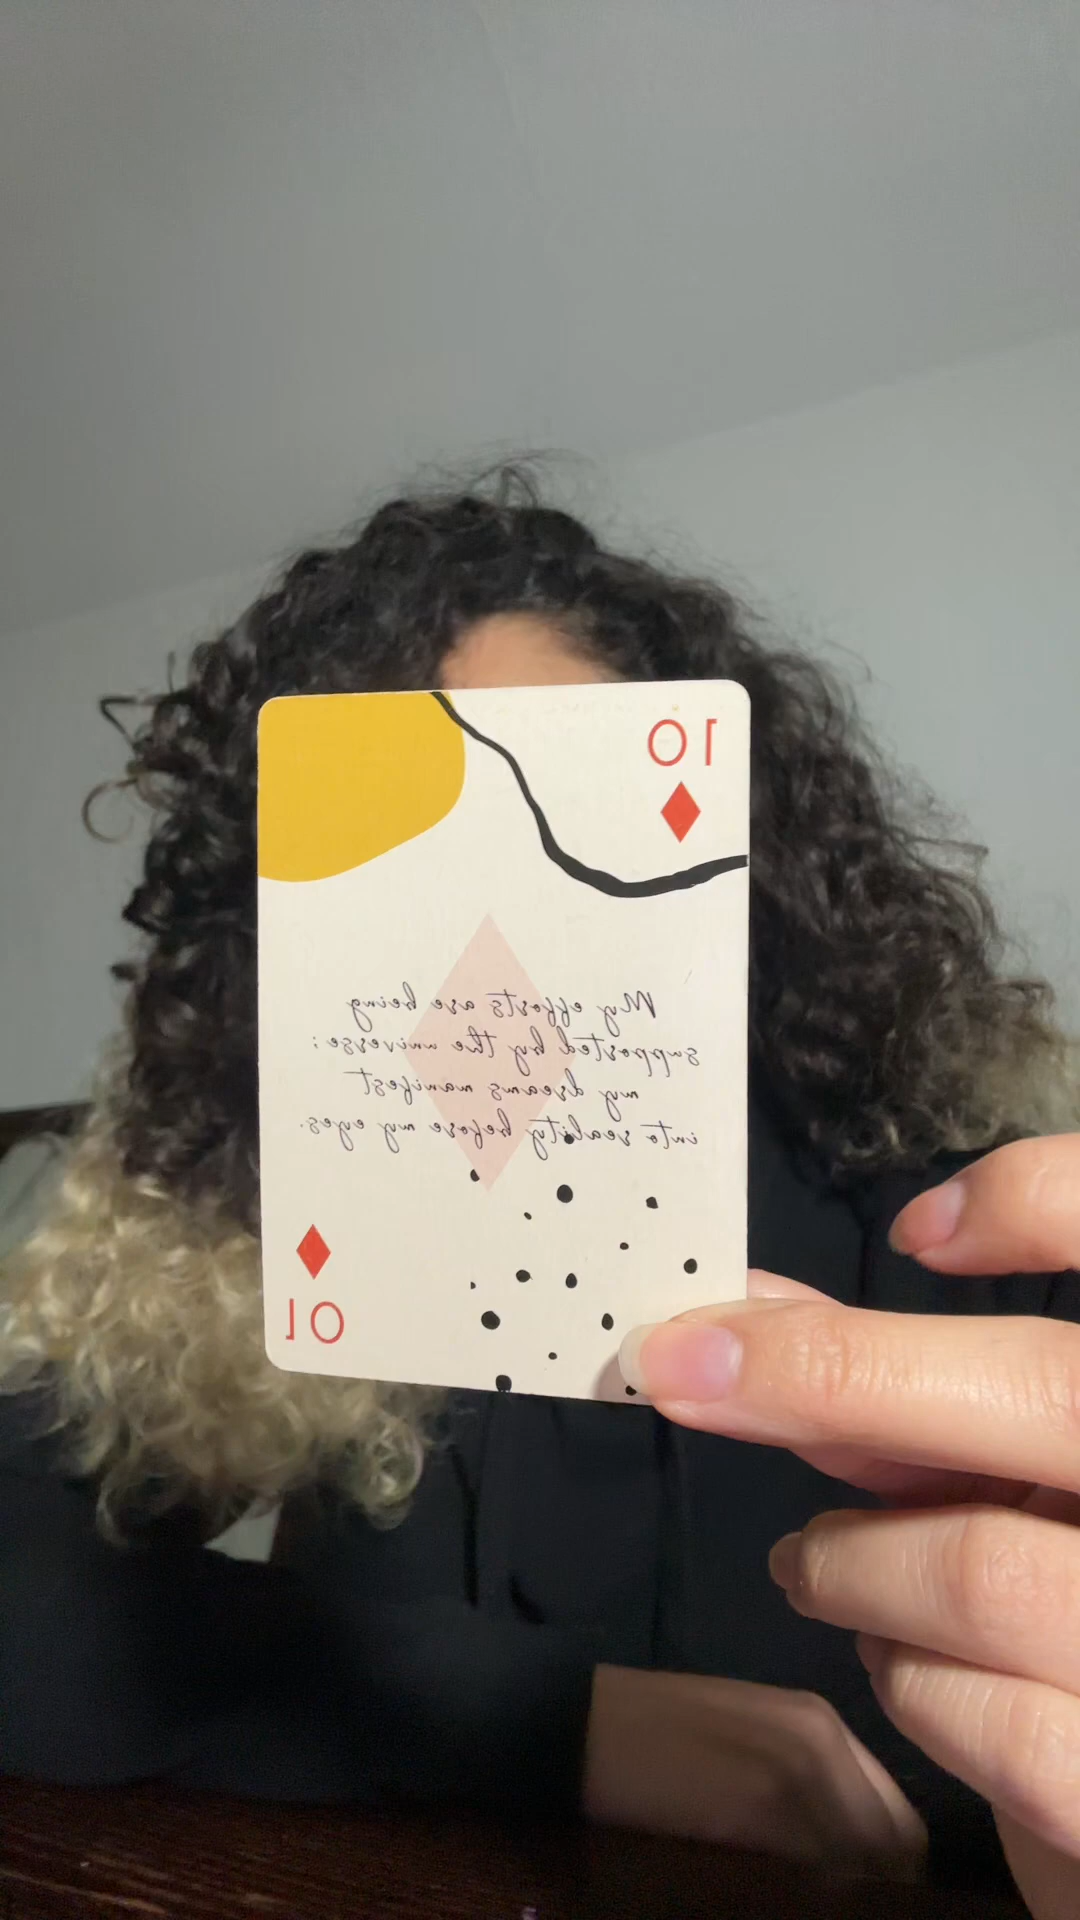 10
My efforts are being
supported by the universe;
my dreams manifest
into reality before my eyes.
10